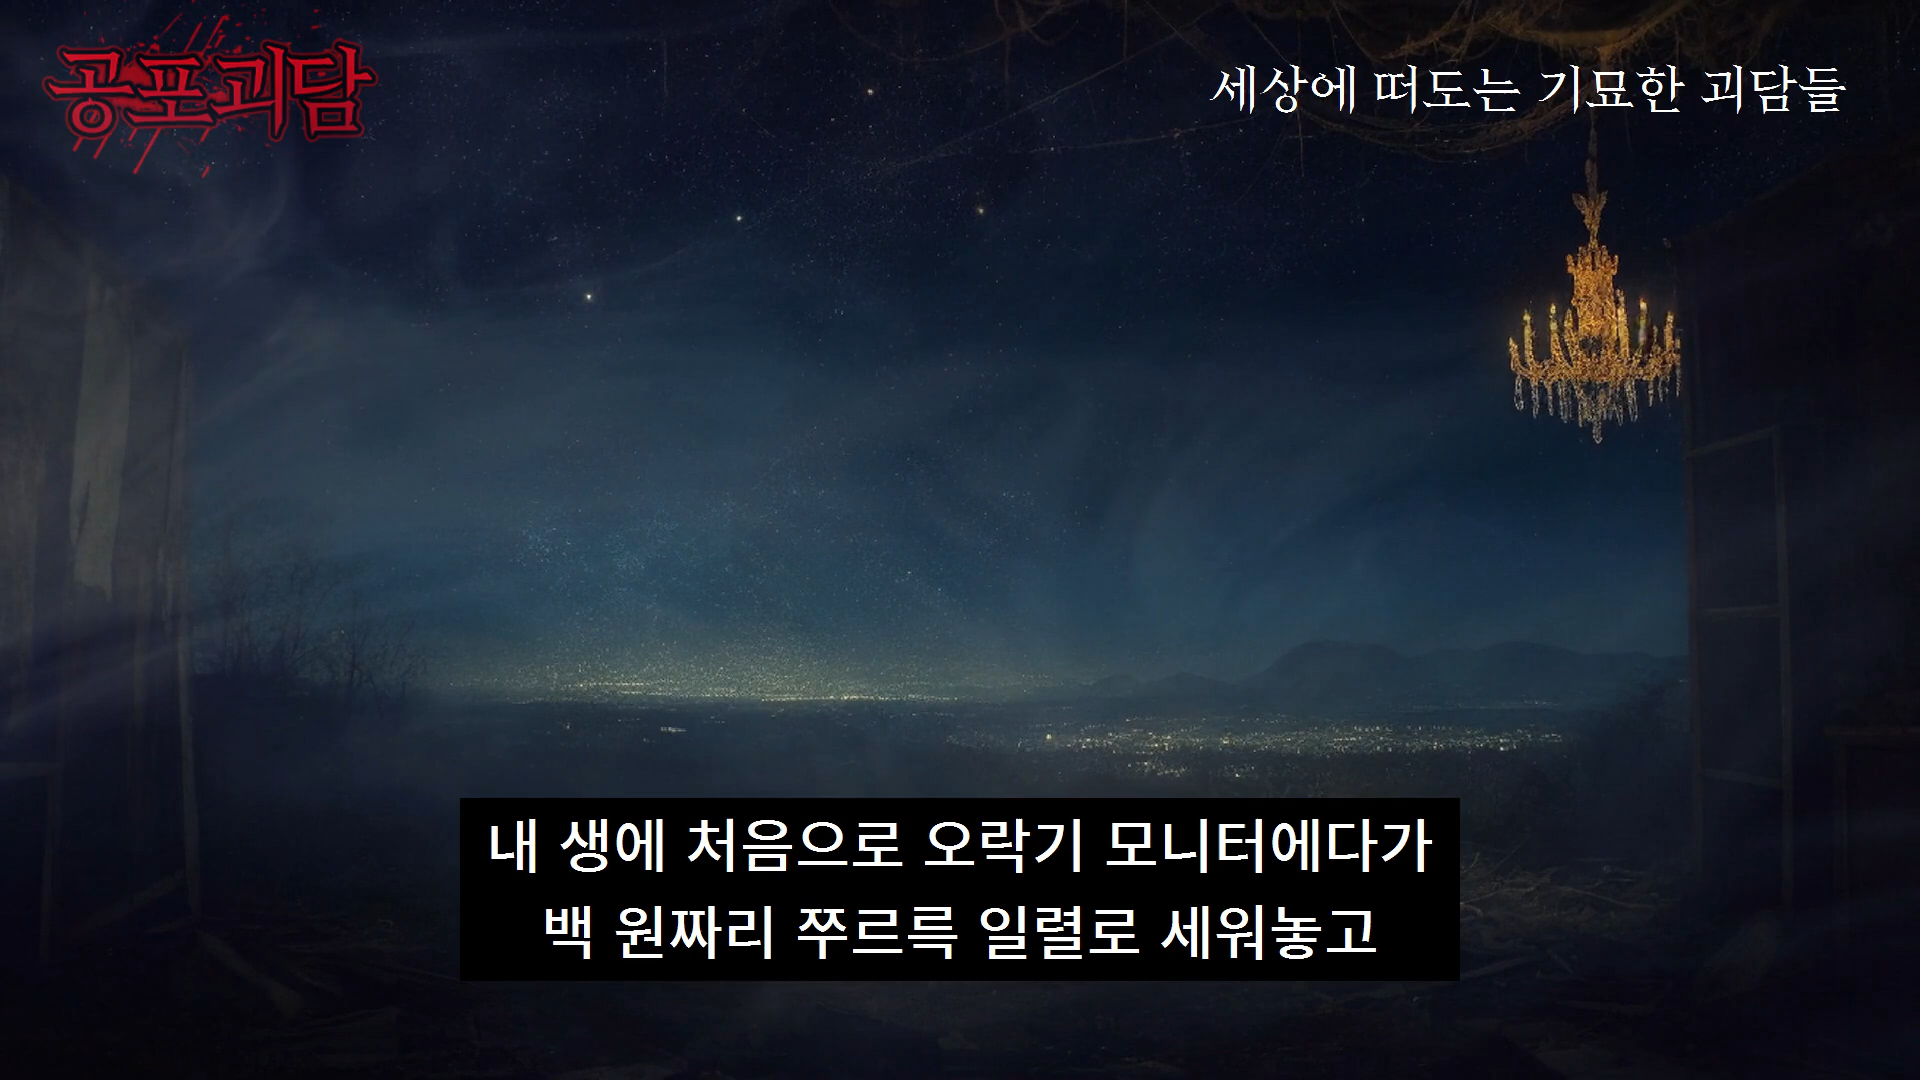 공포괴담
세상에 떠도는 기묘한 괴담들
내 생에 처음으로 오락기 모니터에다가
백 원짜리 쭈르륵 일렬로 세워놓고